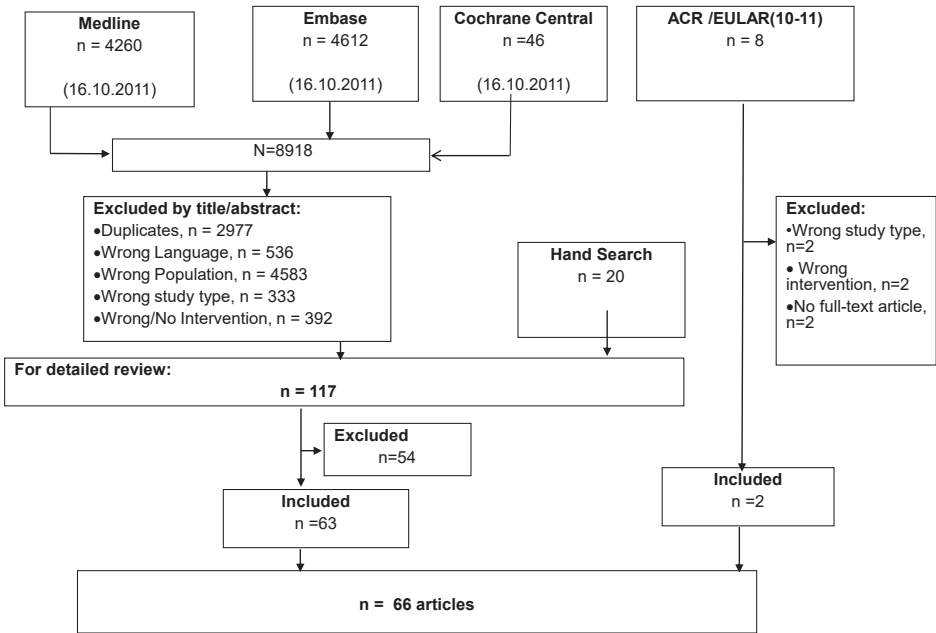 Medline
n = 4260
(16.10.2011)
Embase
n = 4612
(16.10.2011)
Cochrane Central
n =46
(16.10.2011)
ACR /EULAR(10-11)
n = 8
N=8918
Excluded by title/abstract:
•Duplicates, n = 2977
•Wrong Language, n = 536
•Wrong Population, n = 4583
•Wrong study type, n = 333
•Wrong/No Intervention, n = 392
Hand Search
n = 20
Excluded:
•Wrong study type,
n=2
• Wrong
intervention, n=2
•No full-text article,
n=2
For detailed review:
n = 117
Excluded
n=54
Included
n =63
Included
n =2
n = 66 articles